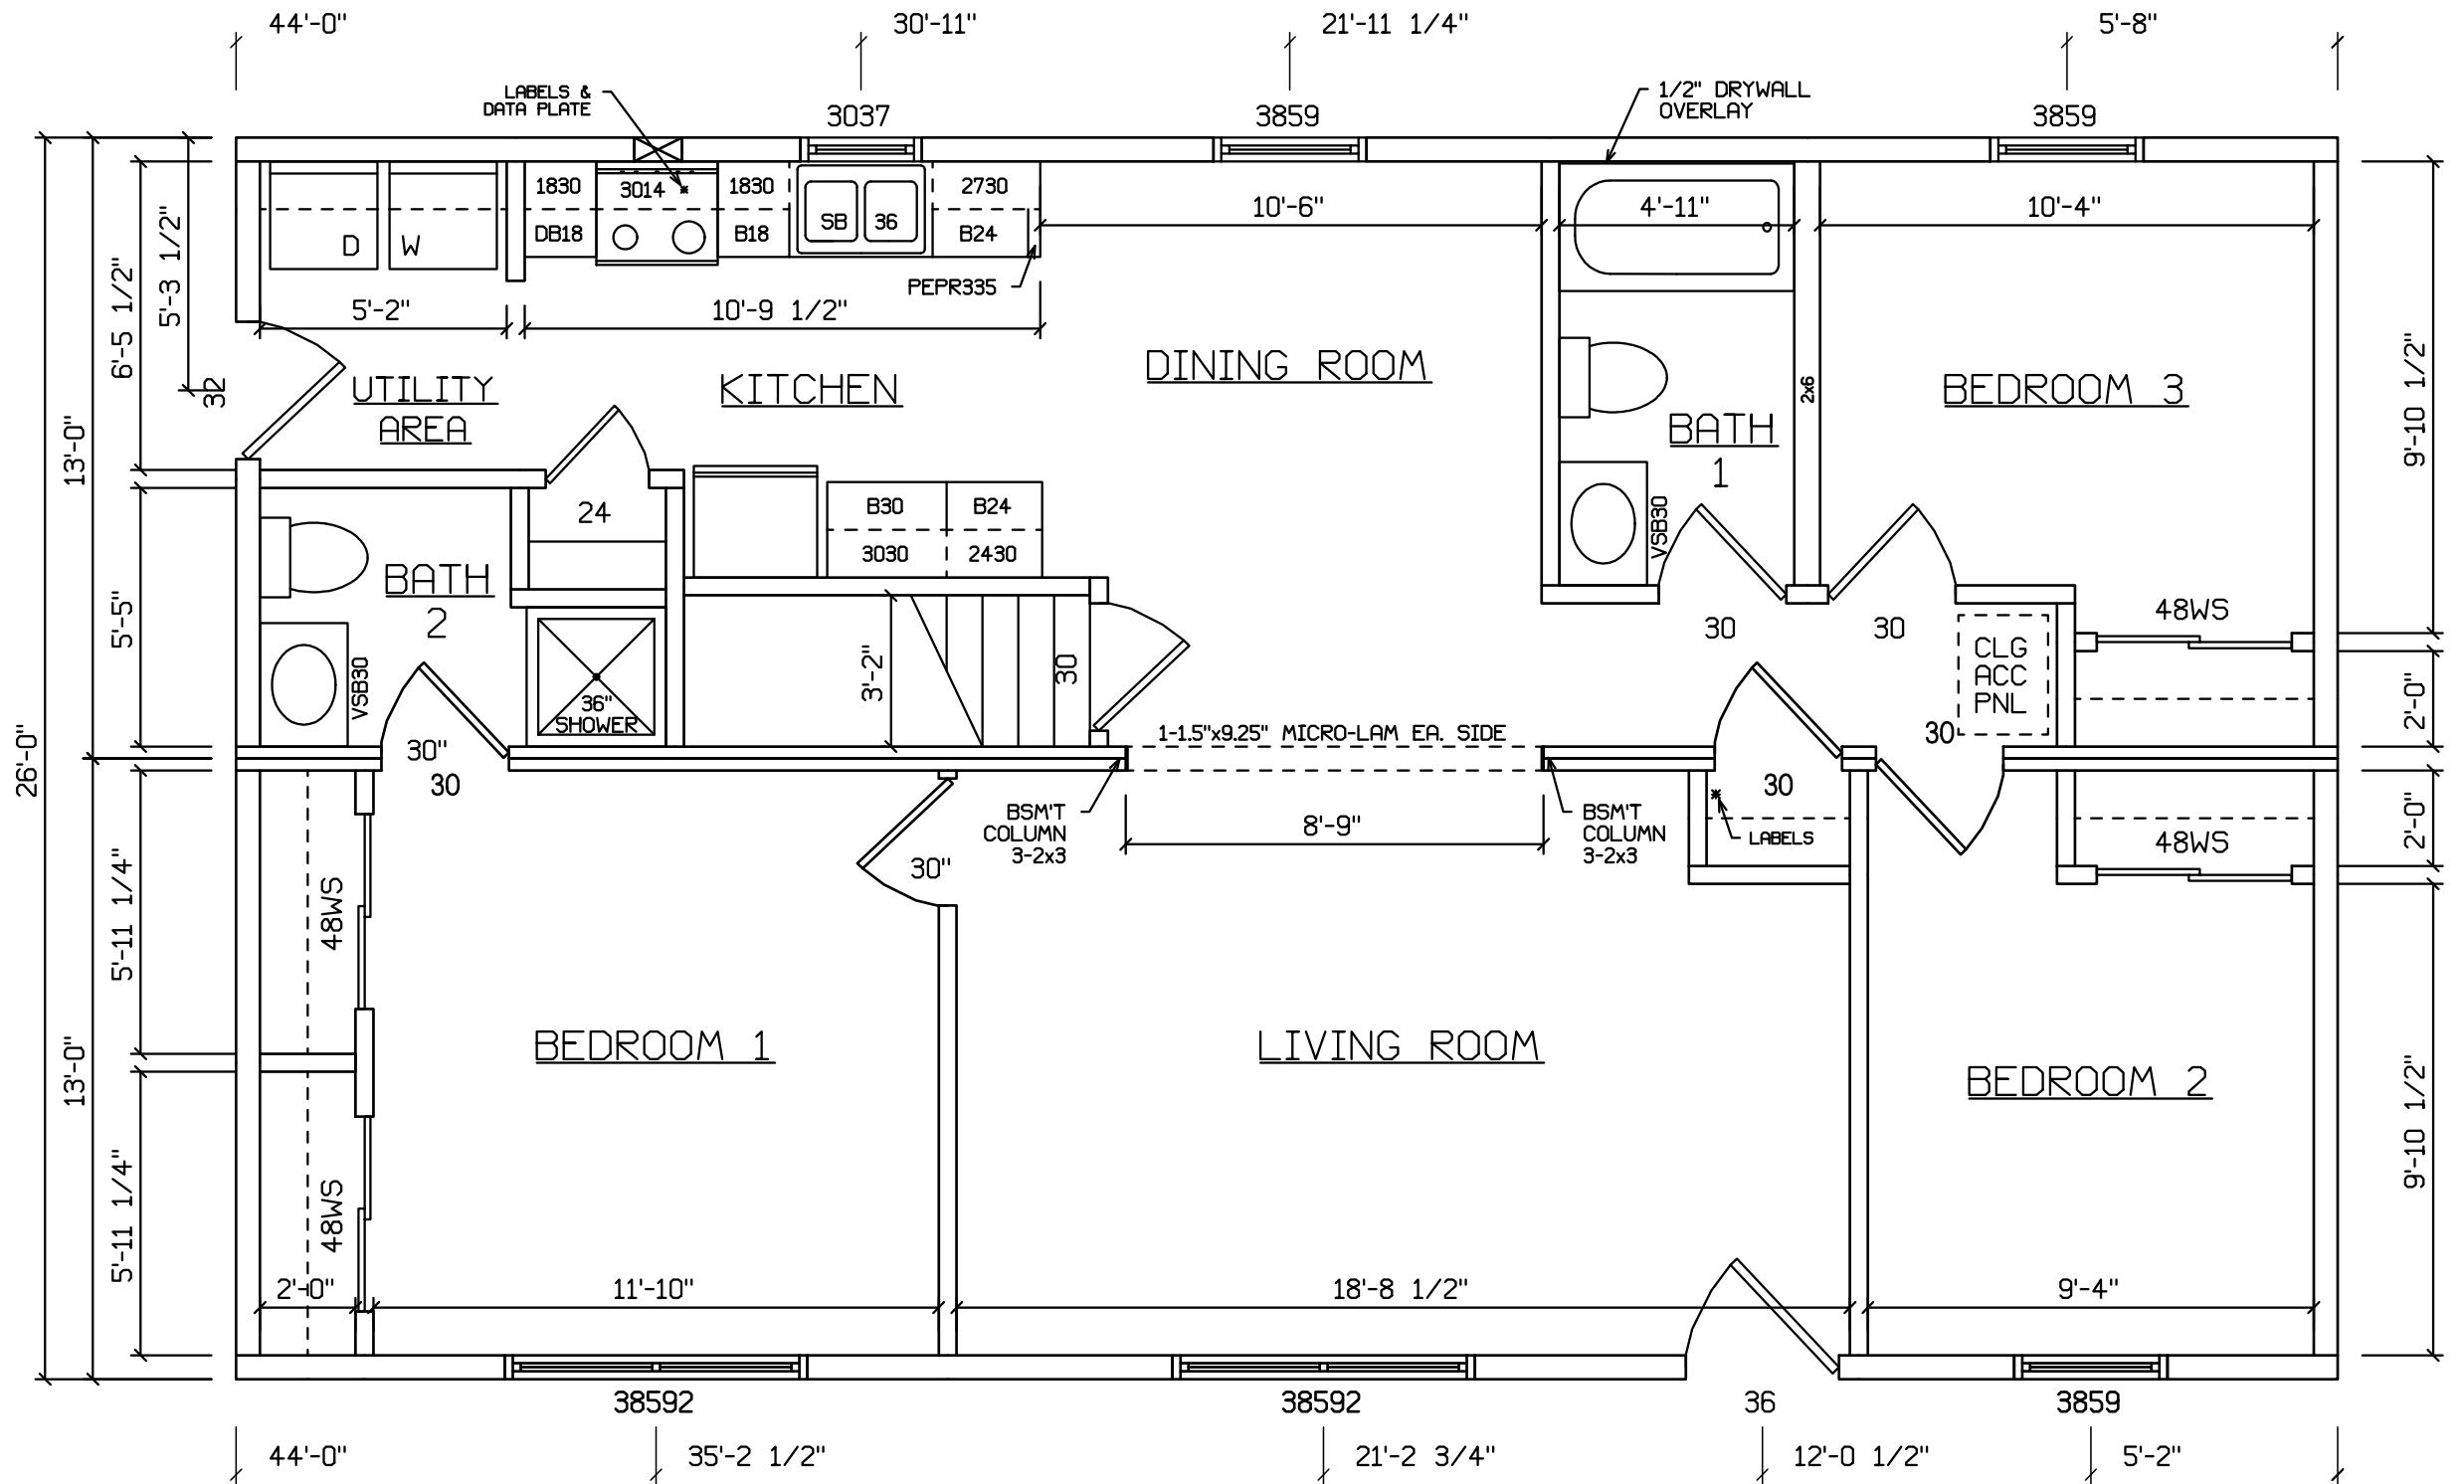 44'-0"
30'-11"
21'-11 1/4"
5'-8"
LABELS &
DATA PLATE
3037
3859
1/2" DRYWALL
OVERLAY
3859
1830
3014
1830
2730
DB18
B18
SB
36
B24
D
W
PEPR335
10'-6"
4'-11"
10'-4"
5'-2"
10'-9 1/2"
5'-3 1/2"
6'-5 1/2"
32
13'-0"
UTILITY
AREA
KITCHEN
DINING ROOM
2x6
BEDROOM 3
9'-10 1/2"
BATH
1
24
B30
B24
3030
2430
VSB30
BATH
2
5'-5"
VSB30
36"
SHOWER
3'-2"
30
30
30
48WS
CLG
ACC
PNL
2'-0"
30
26'-0"
30"
30
1-1.5"x9.25" MICRO-LAM EA. SIDE
BSM'T
COLUMN
3-2x3
8'-9"
BSM'T
COLUMN
3-2x3
30
LABELS
48WS
2'-0"
30"
5'-11 1/4"
48WS
13'-0"
BEDROOM 1
LIVING ROOM
BEDROOM 2
9'-10 1/2"
5'-11 1/4"
48WS
2'-0"
11'-10"
18'-8 1/2"
9'-4"
38592
38592
36
3859
44'-0"
35'-2 1/2"
21'-2 3/4"
12'-0 1/2"
5'-2"